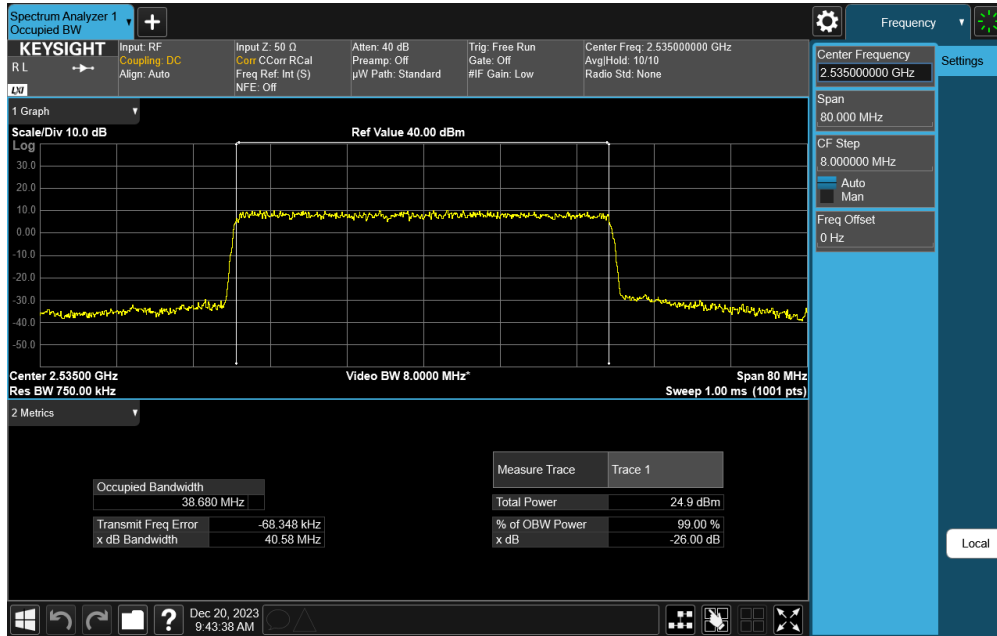 Spectrum Analyzer 1
Occupied BW
Frequency
KEYSIGHT
R L
LXI
Input: RF
Coupling: DC
Align: Auto
Input Z: 50 Ω
Corr CCorr RCal
Freq Ref: Int (S)
NFE: Off
Atten: 40 dB
Preamp: Off
µW Path: Standard
Trig: Free Run
Gate: Off
#IF Gain: Low
Center Freq: 2.535000000 GHz
Avg|Hold: 10/10
Radio Std: None
Center Frequency
2.535000000 GHz
Settings
Span
80.000 MHz
CF Step
8.000000 MHz
Auto
Man
Freq Offset
0 Hz
1 Graph
Scale/Div 10.0 dB
Ref Value 40.00 dBm
Log
30.0
20.0
10.0
0.00
-10.0
-20.0
-30.0
-40.0
-50.0
Center 2.53500 GHz
Video BW 8.0000 MHz*
Span 80 MHz
Res BW 750.00 kHz
Sweep 1.00 ms (1001 pts)
2 Metrics
Occupied Bandwidth
38.680 MHz
Transmit Freq Error -68.348 kHz
x dB Bandwidth 40.58 MHz
Measure Trace Trace 1
Total Power 24.9 dBm
% of OBW Power 99.00 %
x dB -26.00 dB
Local
?
Dec 20, 2023
9:43:38 AM